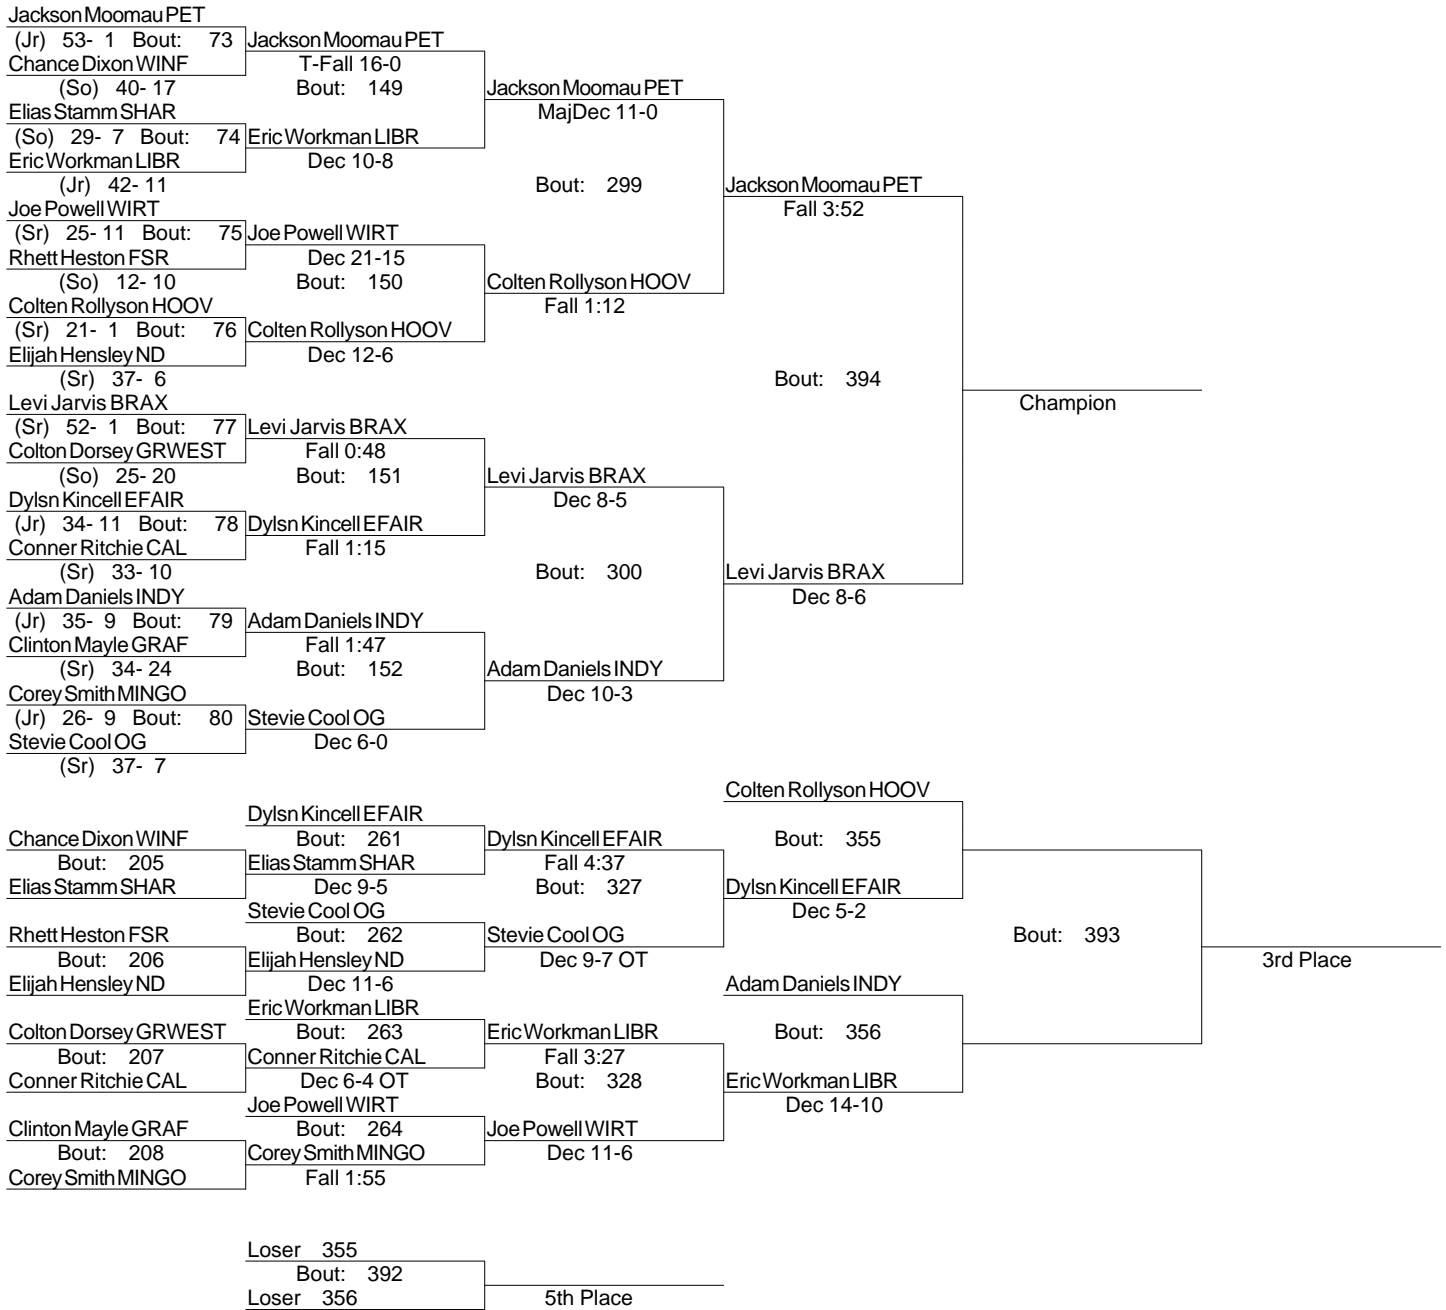 Jackson Moomau PET
(Jr) 53- 1 Bout: 73 Jackson Moomau PET
Chance Dixon WINF T-Fall 16-0
(So) 40- 17 Bout: 149 Jackson Moomau PET
Elias Stamm SHAR MajDec 11-0
(So) 29- 7 Bout: 74 Eric Workman LIBR
Eric Workman LIBR Dec 10-8
(Jr) 42- 11 Bout: 299 Jackson Moomau PET
Joe Powell WIRT Fall 3:52
(Sr) 25- 11 Bout: 75 Joe Powell WIRT
Rhett Heston FSR Dec 21-15
(So) 12- 10 Bout: 150 Colten Rollyson HOOV
Colten Rollyson HOOV Fall 1:12
(Sr) 21- 1 Bout: 76 Colten Rollyson HOOV
Elijah Hensley ND Dec 12-6
(Sr) 37- 6 Bout: 394
Levi Jarvis BRAX Champion
(Sr) 52- 1 Bout: 77 Levi Jarvis BRAX
Colton Dorsey GRWEST Fall 0:48
(So) 25- 20 Bout: 151 Levi Jarvis BRAX
Dylsn Kincell EFAIR Dec 8-5
(Jr) 34- 11 Bout: 78 Dylsn Kincell EFAIR
Conner Ritchie CAL Fall 1:15
(Sr) 33- 10 Bout: 300 Levi Jarvis BRAX
Adam Daniels INDY Dec 8-6
(Jr) 35- 9 Bout: 79 Adam Daniels INDY
Clinton Mayle GRAF Fall 1:47
(Sr) 34- 24 Bout: 152 Adam Daniels INDY
Corey Smith MINGO Dec 10-3
(Jr) 26- 9 Bout: 80 Stevie Cool OG
Stevie Cool OG Dec 6-0
(Sr) 37- 7
Colten Rollyson HOOV
Dylsn Kincell EFAIR
Chance Dixon WINF Bout: 261 Dylsn Kincell EFAIR Bout: 355
Bout: 205 Elias Stamm SHAR Fall 4:37
Elias Stamm SHAR Dec 9-5 Bout: 327 Dylsn Kincell EFAIR
Stevie Cool OG Dec 5-2
Rhett Heston FSR Bout: 262 Stevie Cool OG Bout: 393
Bout: 206 Elijah Hensley ND Dec 9-7 OT 3rd Place
Elijah Hensley ND Dec 11-6 Adam Daniels INDY
Eric Workman LIBR
Colton Dorsey GRWEST Bout: 263 Eric Workman LIBR Bout: 356
Bout: 207 Conner Ritchie CAL Fall 3:27
Conner Ritchie CAL Dec 6-4 OT Bout: 328 Eric Workman LIBR
Joe Powell WIRT Dec 14-10
Clinton Mayle GRAF Bout: 264 Joe Powell WIRT
Bout: 208 Corey Smith MINGO Dec 11-6
Corey Smith MINGO Fall 1:55
Loser 355
Bout: 392
Loser 356 5th Place